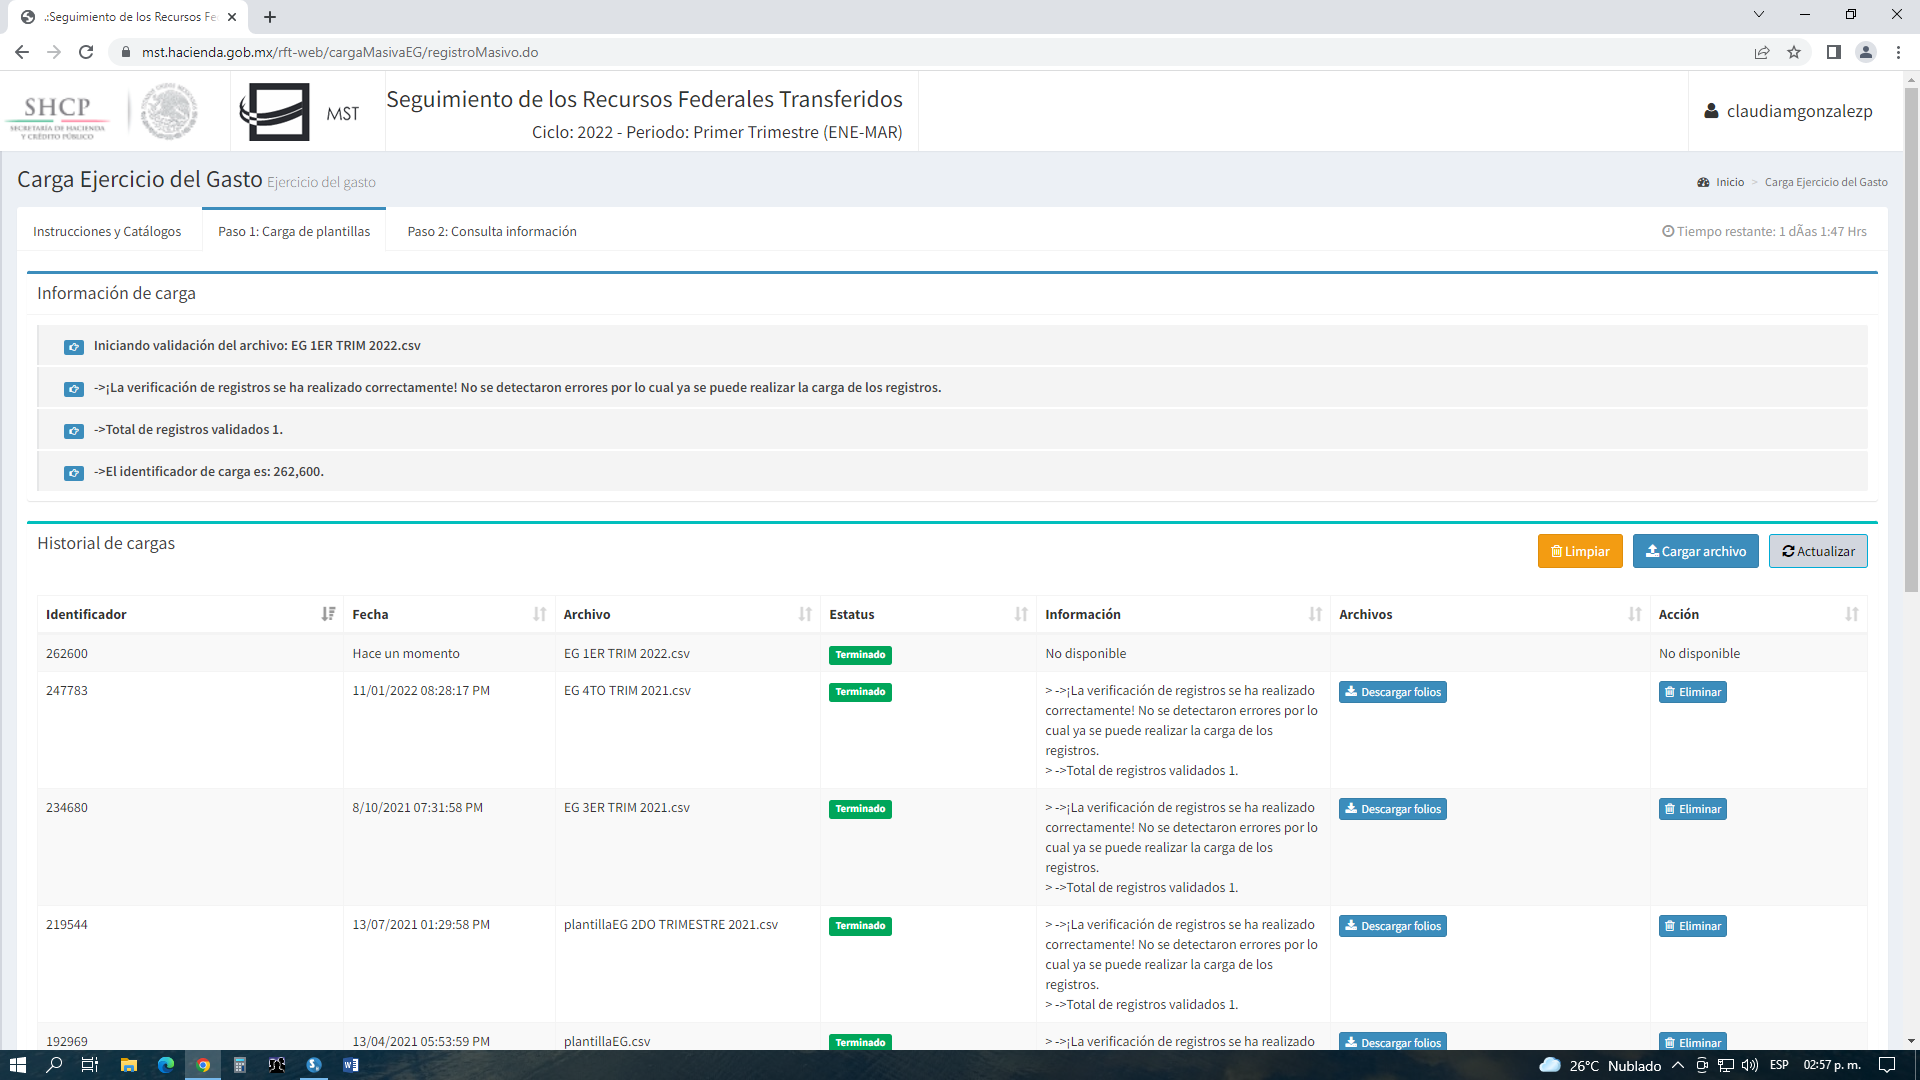 .:Seguimiento de los Recursos Fe
mst.hacienda.gob.mx/rft-web/cargaMasivaEG/registroMasivo.do
SHCP
SECRETARÍA DE HACIENDA
Y CRÉDITO PÚBLICO
MST
Seguimiento de los Recursos Federales Transferidos
Ciclo: 2022 - Periodo: Primer Trimestre (ENE-MAR)
claudiamgonzalezp
Carga Ejercicio del Gasto Ejercicio del gasto
Inicio > Carga Ejercicio del Gasto
Instrucciones y Catálogos
Paso 1: Carga de plantillas
Paso 2: Consulta información
Tiempo restante: 1 dÃas 1:47 Hrs
Información de carga
Iniciando validación del archivo: EG 1ER TRIM 2022.csv
->¡La verificación de registros se ha realizado correctamente! No se detectaron errores por lo cual ya se puede realizar la carga de los registros.
->Total de registros validados 1.
->El identificador de carga es: 262,600.
Historial de cargas
Limpiar
Cargar archivo
Actualizar
Identificador Fecha Archivo Estatus Información Archivos Acción
262600 Hace un momento EG 1ER TRIM 2022.csv Terminado No disponible No disponible
247783 11/01/2022 08:28:17 PM EG 4TO TRIM 2021.csv Terminado > ->¡La verificación de registros se ha realizado Descargar folios Eliminar
correctamente! No se detectaron errores por lo
cual ya se puede realizar la carga de los
registros.
> ->Total de registros validados 1.
234680 8/10/2021 07:31:58 PM EG 3ER TRIM 2021.csv Terminado > ->¡La verificación de registros se ha realizado Descargar folios Eliminar
correctamente! No se detectaron errores por lo
cual ya se puede realizar la carga de los
registros.
> ->Total de registros validados 1.
219544 13/07/2021 01:29:58 PM plantillaEG 2DO TRIMESTRE 2021.csv Terminado > ->¡La verificación de registros se ha realizado Descargar folios Eliminar
correctamente! No se detectaron errores por lo
cual ya se puede realizar la carga de los
registros.
> ->Total de registros validados 1.
192969 13/04/2021 05:53:59 PM plantillaEG.csv Terminado > ->¡La verificación de registros se ha realizado Descargar folios Eliminar
26°C Nublado ESP 02:57 p. m.